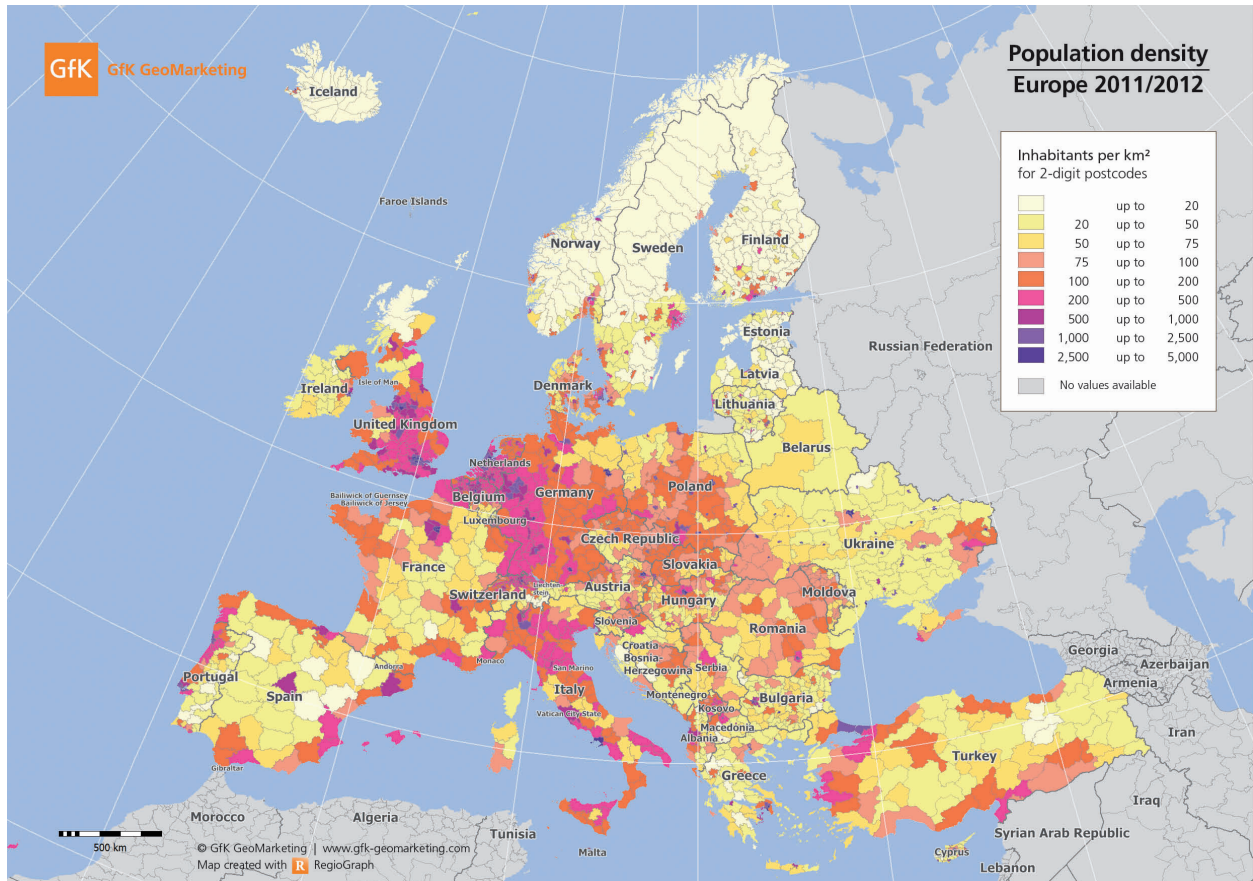 GfK GfK GeoMarketing
Population density
Europe 2011/2012
Inhabitants per km²
for 2-digit postcodes
up to 20
20 up to 50
50 up to 75
75 up to 100
100 up to 200
200 up to 500
500 up to 1,000
1,000 up to 2,500
2,500 up to 5,000
No values available
Iceland
Faroe Islands
Norway
Sweden
Finland
Estonia
Russian Federation
Latvia
Isle of Man
Ireland
Denmark
Lithuania
United Kingdom
Belarus
Netherlands
Bailiwick of Guernsey
Bailiwick of Jersey
Belgium
Germany
Poland
Luxembourg
Czech Republic
Ukraine
France
Slovakia
Switzerland
Liechten-
stein
Austria
Hungary
Moldova
Slovenia
Romania
Croatia
Bosnia-
Herzegowina
Serbia
Georgia
Azerbaijan
Armenia
Andorra
Monaco
San Marino
Portugal
Spain
Italy
Montenegro
Bulgaria
Kosovo
Vatican City State
Macedonia
Albania
Iran
Turkey
Gibraltar
Greece
Iraq
Morocco
Algeria
Tunisia
Syrian Arab Republic
Malta
Cyprus
Lebanon
500 km
© GfK GeoMarketing | www.gfk-geomarketing.com
Map created with R RegioGraph